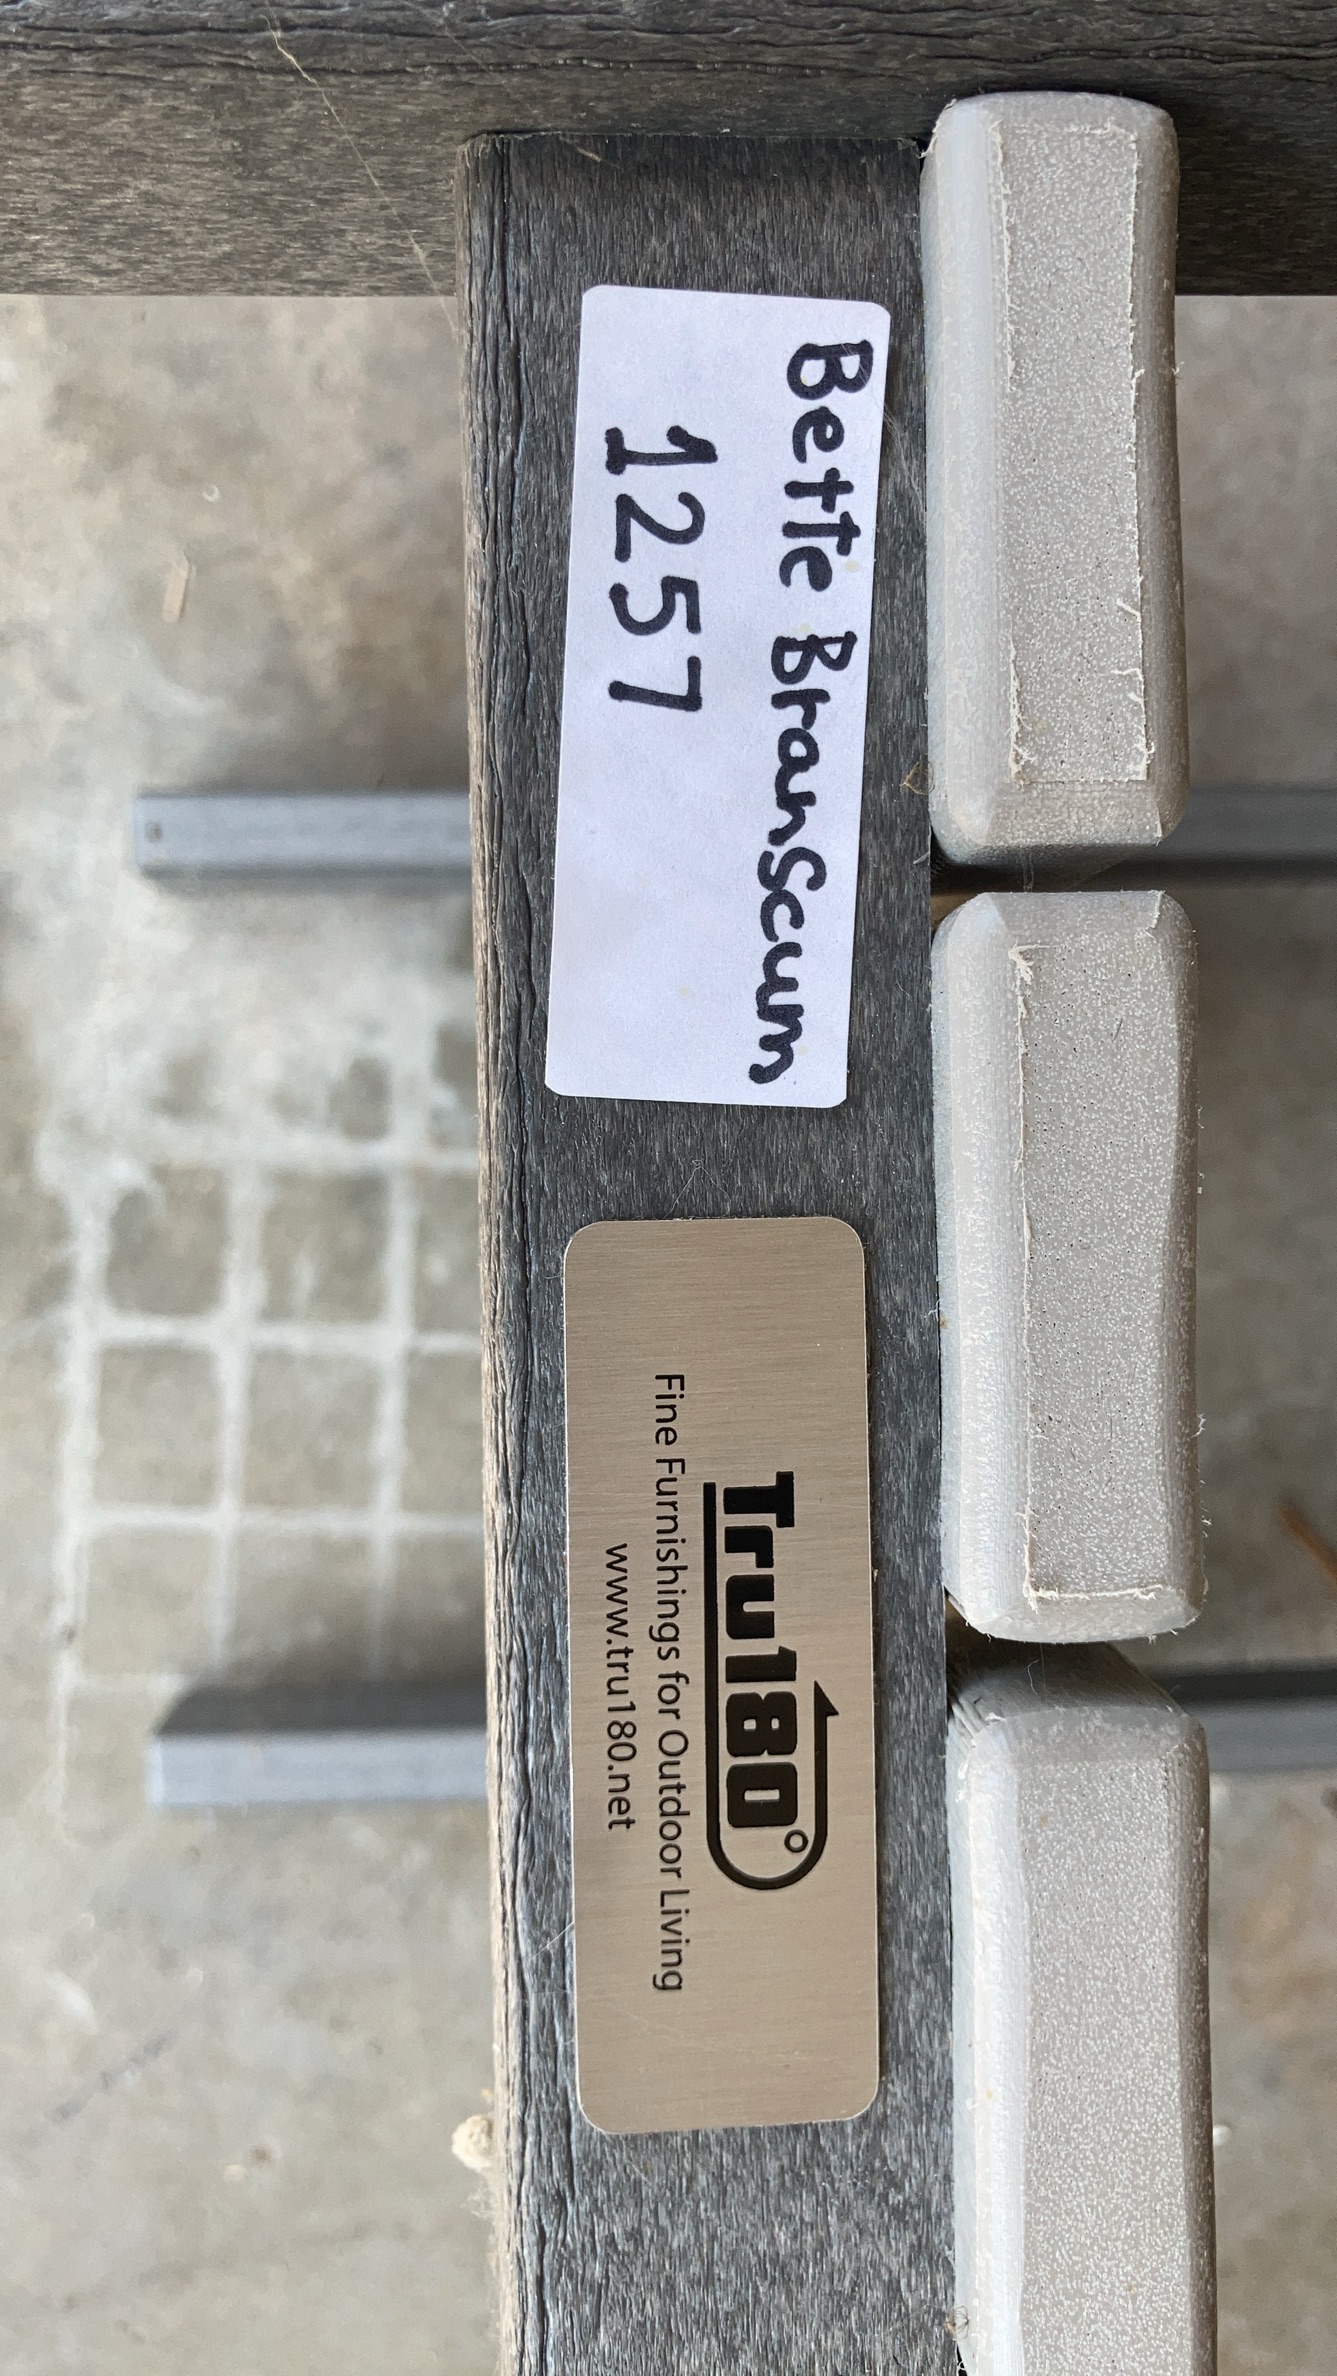 Bette Branscum
1257
Tru180°
Fine Furnishings for Outdoor Living
www.tru180.net